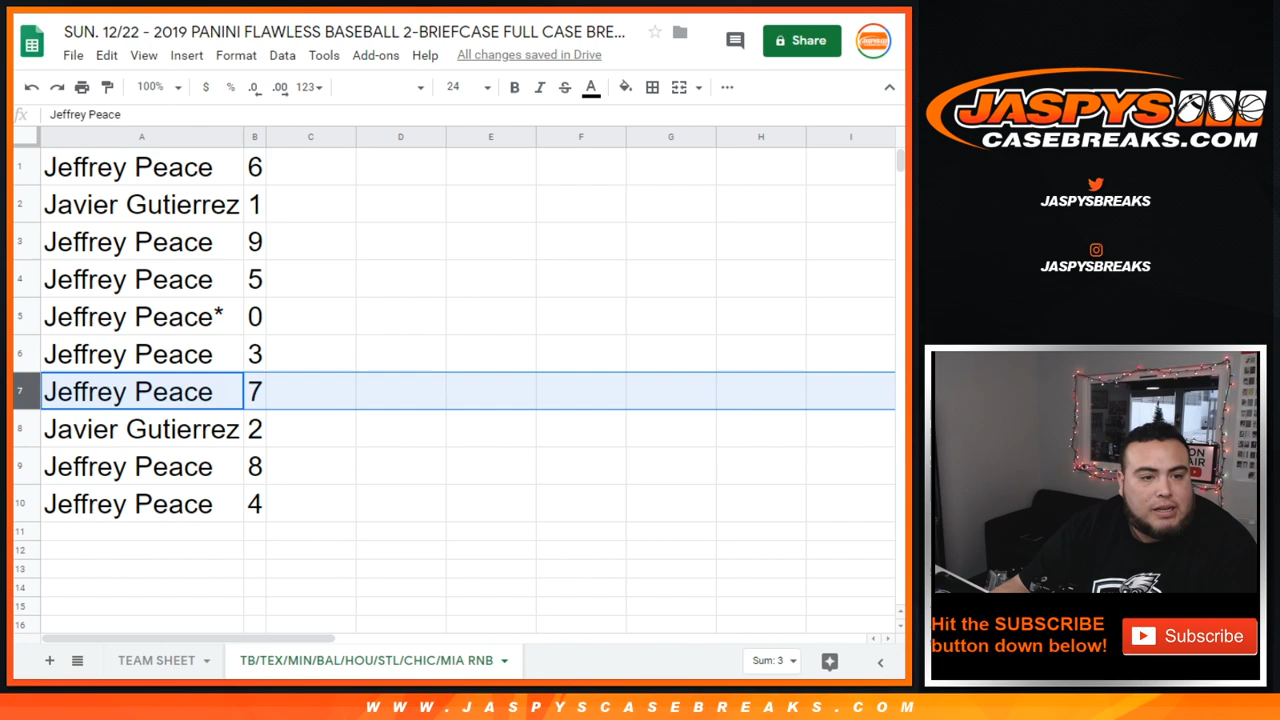 SUN. 12/22 - 2019 PANINI FLAWLESS BASEBALL 2-BRIEFCASE FULL CASE BRE...
File Edit View Insert Format Data Tools Add-ons Help All changes saved in Drive
Share
100% $ % .0 .00 123 24 B I S A
fx Jeffrey Peace
A B C D E F G H I
1 Jeffrey Peace 6
2 Javier Gutierrez 1
3 Jeffrey Peace 9
4 Jeffrey Peace 5
5 Jeffrey Peace* 0
6 Jeffrey Peace 3
7 Jeffrey Peace 7
8 Javier Gutierrez 2
9 Jeffrey Peace 8
10 Jeffrey Peace 4
11
12
13
14
15
16
TEAM SHEET TB/TEX/MIN/BAL/HOU/STL/CHIC/MIA RNB Sum: 3
JASPYS
CASEBREAKS.COM
JASPYSBREAKS
JASPYSBREAKS
ON
AIR
Hit the SUBSCRIBE
button down below!
Subscribe
WWW.JASPYSCASEBREAKS.COM